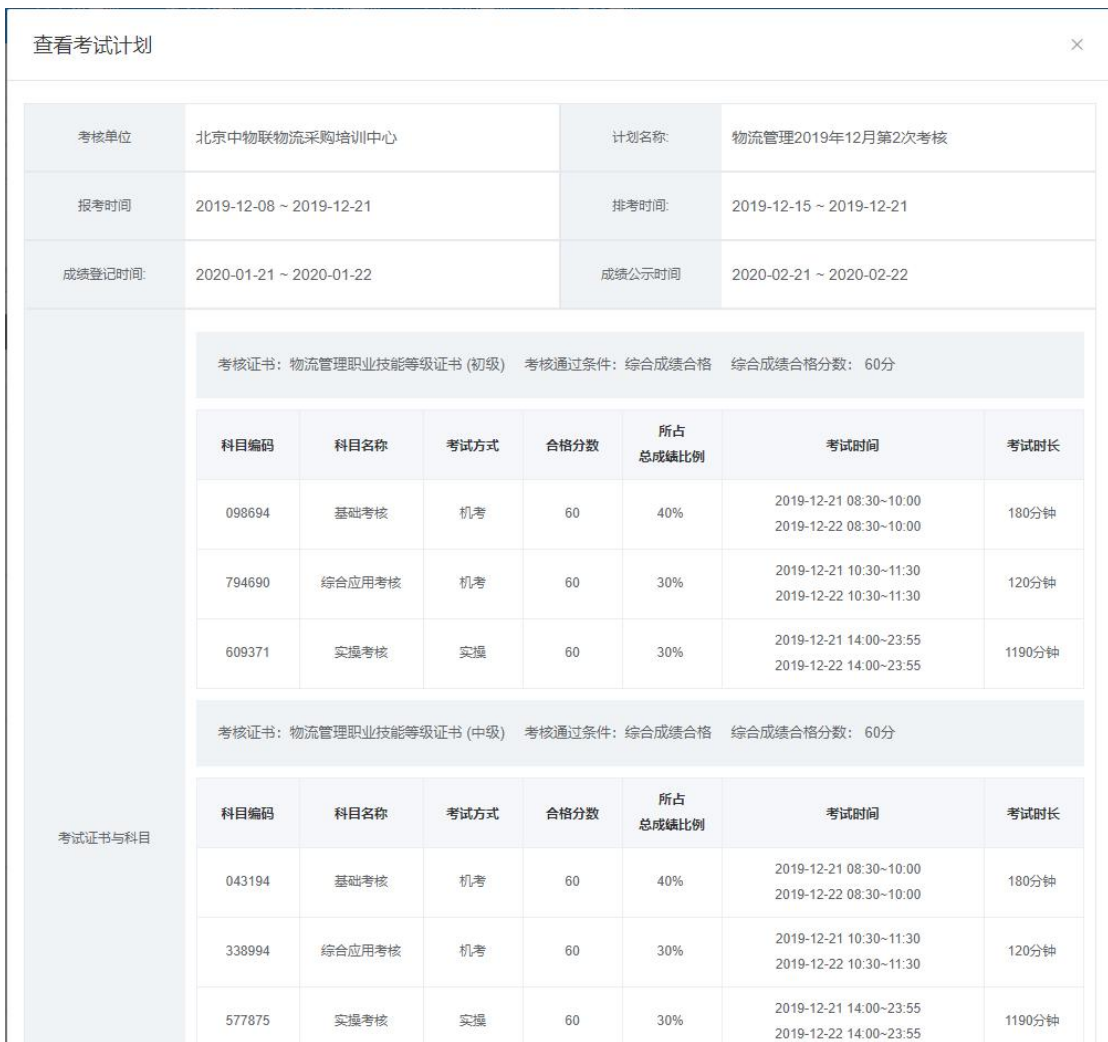 查看考试计划 ×
考核单位 北京中物联物流采购培训中心 计划名称: 物流管理2019年12月第2次考核
报考时间 2019-12-08 ~ 2019-12-21 排考时间: 2019-12-15 ~ 2019-12-21
成绩登记时间: 2020-01-21 ~ 2020-01-22 成绩公示时间 2020-02-21 ~ 2020-02-22
考核证书：物流管理职业技能等级证书 (初级) 考核通过条件：综合成绩合格 综合成绩合格分数： 60分
科目编码 科目名称 考试方式 合格分数 所占 总成绩比例 考试时间 考试时长
098694 基础考核 机考 60 40% 2019-12-21 08:30~10:00 180分钟
2019-12-22 08:30~10:00
794690 综合应用考核 机考 60 30% 2019-12-21 10:30~11:30 120分钟
2019-12-22 10:30~11:30
609371 实操考核 实操 60 30% 2019-12-21 14:00~23:55 1190分钟
2019-12-22 14:00~23:55
考核证书：物流管理职业技能等级证书 (中级) 考核通过条件：综合成绩合格 综合成绩合格分数： 60分
科目编码 科目名称 考试方式 合格分数 所占 总成绩比例 考试时间 考试时长
考试证书与科目
043194 基础考核 机考 60 40% 2019-12-21 08:30~10:00 180分钟
2019-12-22 08:30~10:00
338994 综合应用考核 机考 60 30% 2019-12-21 10:30~11:30 120分钟
2019-12-22 10:30~11:30
577875 实操考核 实操 60 30% 2019-12-21 14:00~23:55 1190分钟
2019-12-22 14:00~23:55